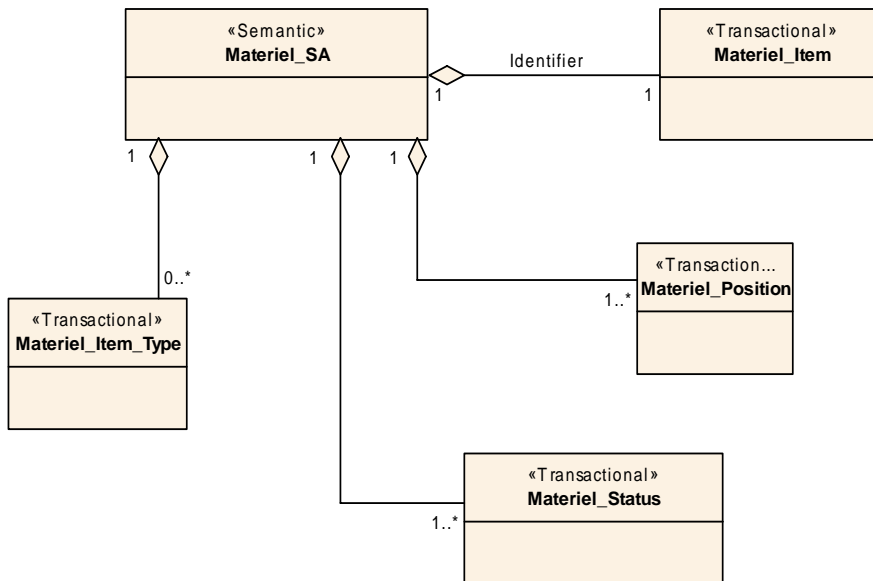 «Semantic»
Materiel_SA
«Transactional»
Materiel_Item
Identifier
1
1
1
1
1
0..*
«Transaction...
Materiel_Position
1..*
«Transactional»
Materiel_Item_Type
«Transactional»
Materiel_Status
1..*